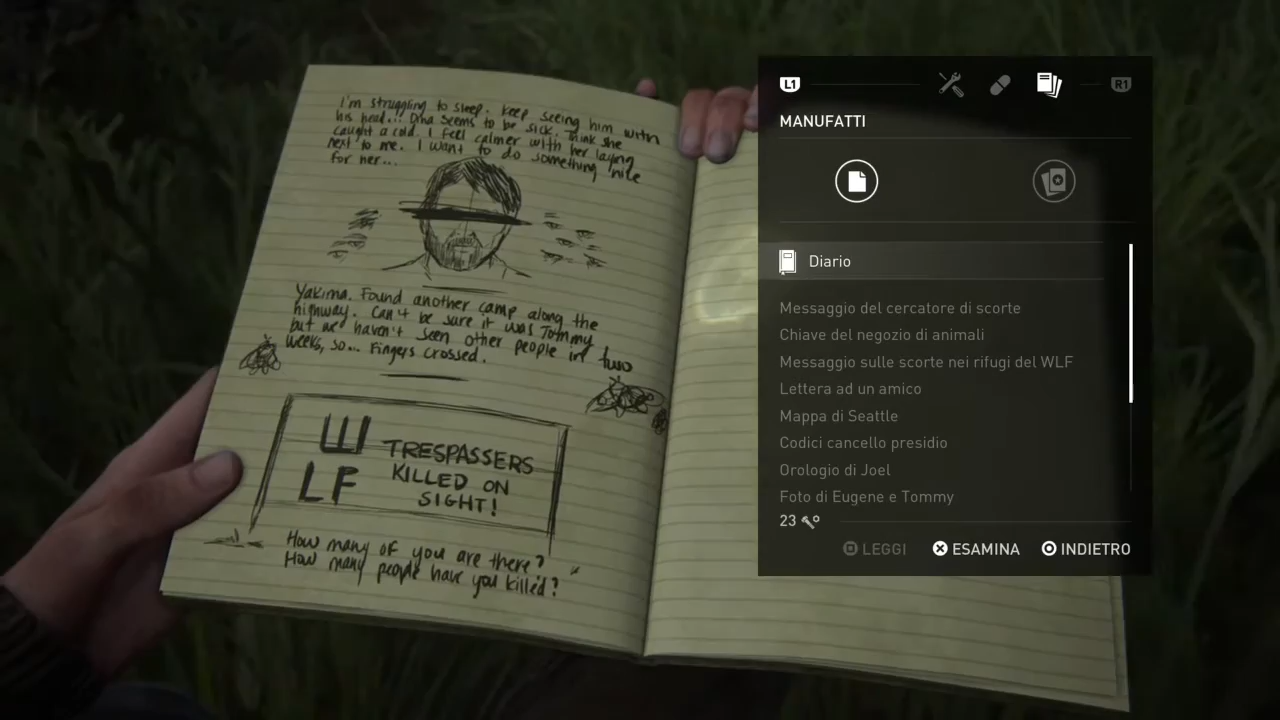 I'm struggling to sleep. Keep seeing him with
his head... Dina seems to be sick. Think she
caught a cold. I feel calmer with her laying
next to me. I want to do something nice
for her...
Yakima. Found another camp along the
highway. Can't be sure it was Tommy
but we haven't seen other people in two
weeks, so... Fingers crossed.
W LF
TRESPASSERS
KILLED ON
SIGHT!
How many of you are there?
How many people have you killed?
L1
R1
MANUFATTI
Diario
Messaggio del cercatore di scorte
Chiave del negozio di animali
Messaggio sulle scorte nei rifugi del WLF
Lettera ad un amico
Mappa di Seattle
Codici cancello presidio
Orologio di Joel
Foto di Eugene e Tommy
23
LEGGI ESAMINA INDIETRO